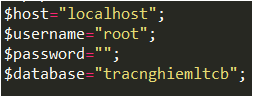 $host="localhost";
$username="root";
$password="";
$database="tracnghiemltcb";